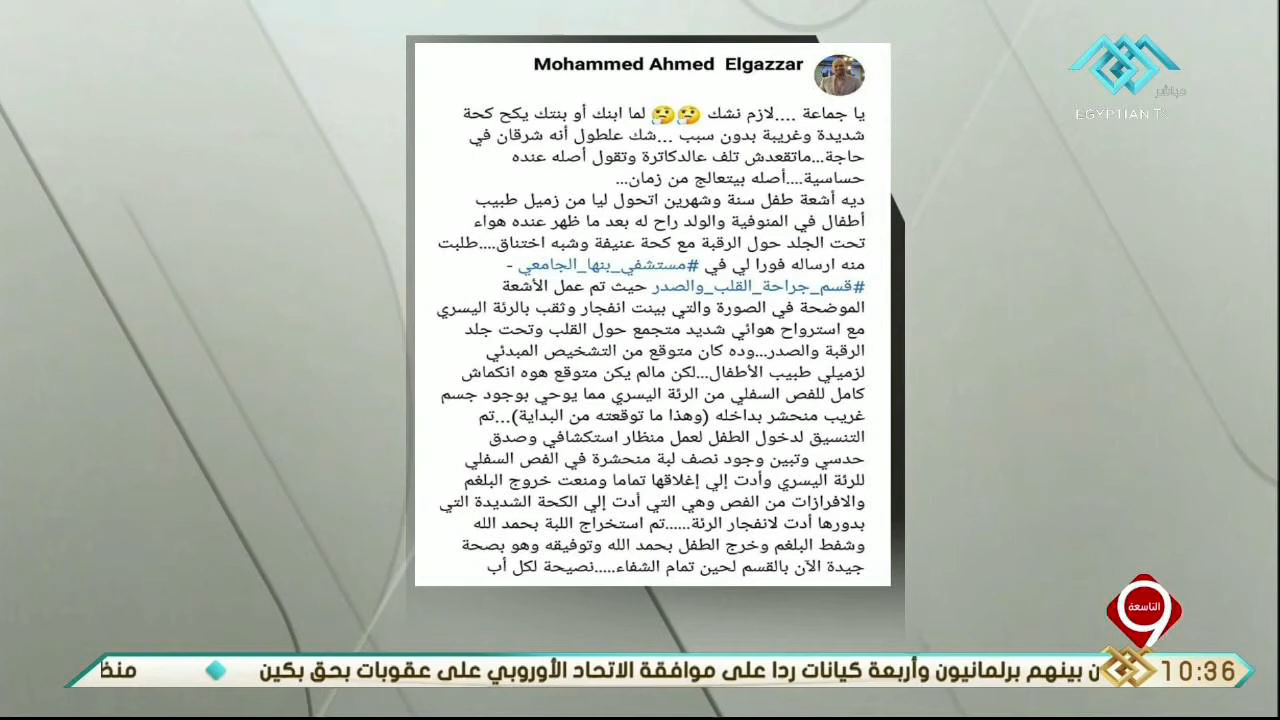 Mohammed Ahmed Elgazzar
يا جماعة ....لازم نشك 🤔🤔 لما ابنك أو بنتك يكح كحة
شديدة وغريبة بدون سبب ...شك علطول أنه شرقان في
حاجة...ماتقعدش تلف عالدكاترة وتقول أصله عنده
حساسية....أصله بيتعالج من زمان...
ديه أشعة طفل سنة وشهرين اتحول ليا من زميل طبيب
أطفال في المنوفية والولد راح له بعد ما ظهر عنده هواء
تحت الجلد حول الرقبة مع كحة عنيفة وشبه اختناق....طلبت
منه ارساله فورا لي في #مستشفي_بنها_الجامعي -
#قسم_جراحة_القلب_والصدر حيث تم عمل الأشعة
الموضحة في الصورة والتي بينت انفجار وثقب بالرئة اليسري
مع استرواح هوائي شديد متجمع حول القلب وتحت جلد
الرقبة والصدر...وده كان متوقع من التشخيص المبدئي
لزميلي طبيب الأطفال...لكن مالم يكن متوقع هوه انكماش
كامل للفص السفلي من الرئة اليسري مما يوحي بوجود جسم
غريب منحشر بداخله (وهذا ما توقعته من البداية)...تم
التنسيق لدخول الطفل لعمل منظار استكشافي وصدق
حدسي وتبين وجود نصف لبة منحشرة في الفص السفلي
للرئة اليسري وأدت إلي إغلاقها تماما ومنعت خروج البلغم
والافرازات من الفص وهي التي أدت إلي الكحة الشديدة التي
بدورها أدت لانفجار الرئة......تم استخراج اللبة بحمد الله
وشفط البلغم وخرج الطفل بحمد الله وتوفيقه وهو بصحة
جيدة الآن بالقسم لحين تمام الشفاء.....نصيحة لكل أب
مباشر
EGYPTIAN T
التاسعة
9
10:36
ن بينهم برلمانيون وأربعة كيانات ردا على موافقة الاتحاد الأوروبي على عقوبات بحق بكين